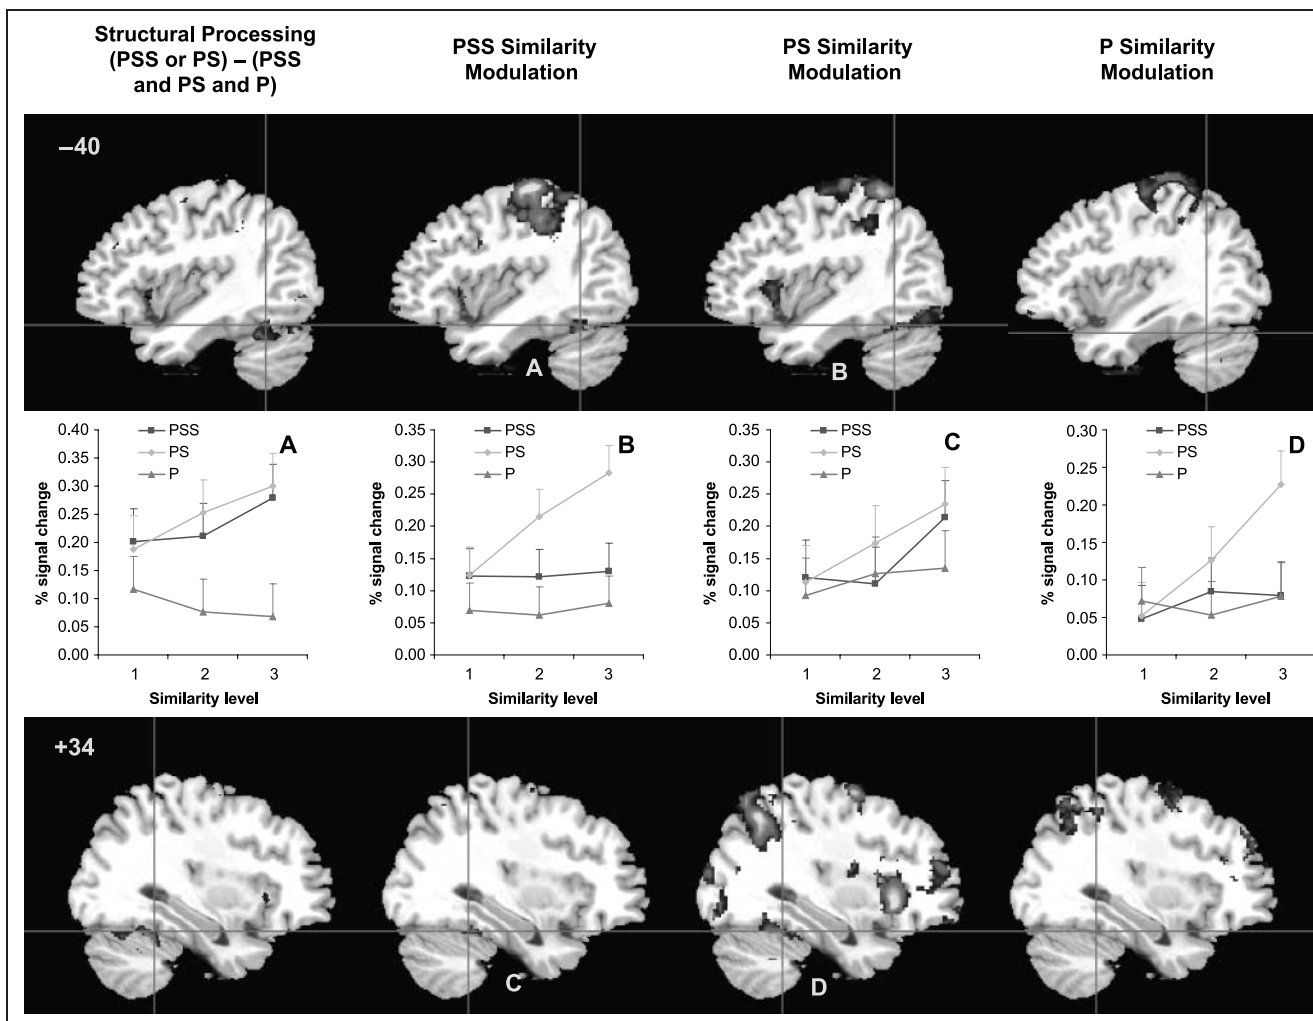 Structural Processing
(PSS or PS) – (PSS
and PS and P)
PSS Similarity
Modulation
PS Similarity
Modulation
P Similarity
Modulation
–40
A
B
0.40
0.35
0.30
0.25
0.20
0.15
0.10
0.05
0.00
% signal change
PSS
PS
P
A
1 2 3
Similarity level
0.35
0.30
0.25
0.20
0.15
0.10
0.05
0.00
% signal change
PSS
PS
P
B
1 2 3
Similarity level
0.35
0.30
0.25
0.20
0.15
0.10
0.05
0.00
% signal change
PSS
PS
P
C
1 2 3
Similarity level
0.30
0.25
0.20
0.15
0.10
0.05
0.00
% signal change
PSS
PS
P
D
1 2 3
Similarity level
+34
C
D